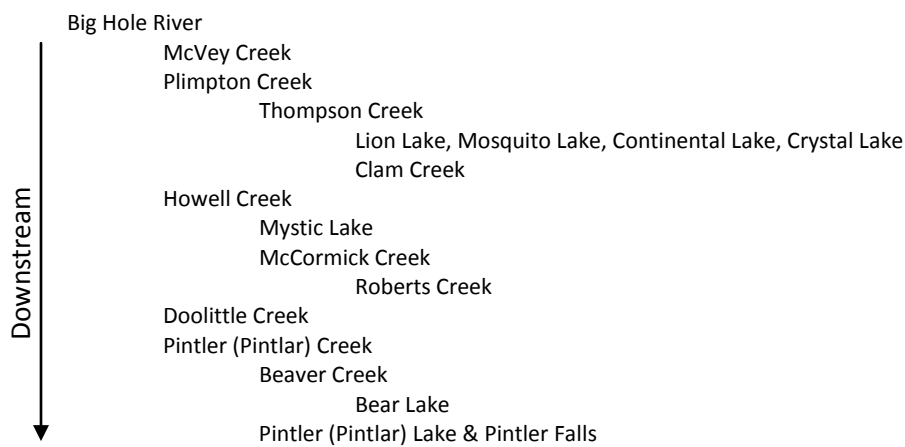 Big Hole River
McVey Creek
Plimpton Creek
Thompson Creek
Lion Lake, Mosquito Lake, Continental Lake, Crystal Lake
Clam Creek
Howell Creek
Mystic Lake
McCormick Creek
Roberts Creek
Doolittle Creek
Pintler (Pintlar) Creek
Beaver Creek
Bear Lake
Pintler (Pintlar) Lake & Pintler Falls
Downstream